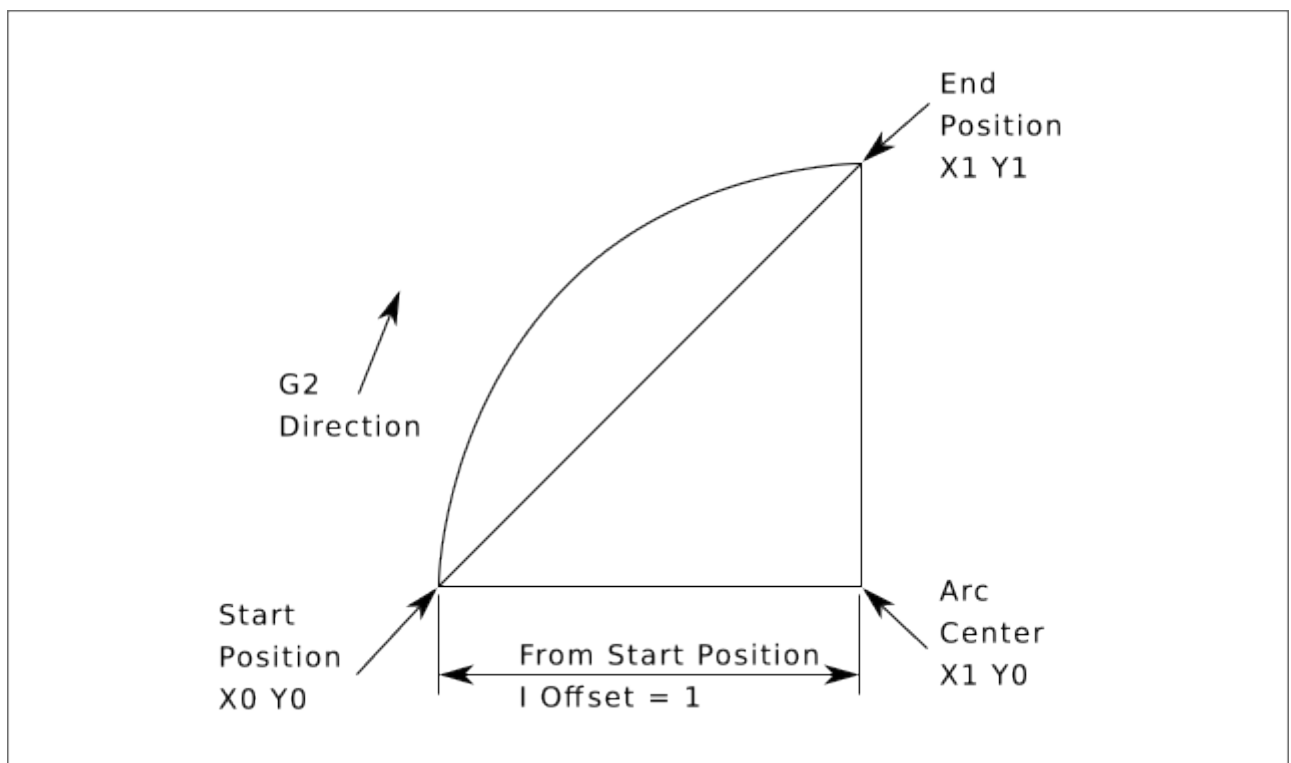 End
Position
X1 Y1
G2
Direction
Start
Position
X0 Y0
From Start Position
I Offset = 1
Arc
Center
X1 Y0